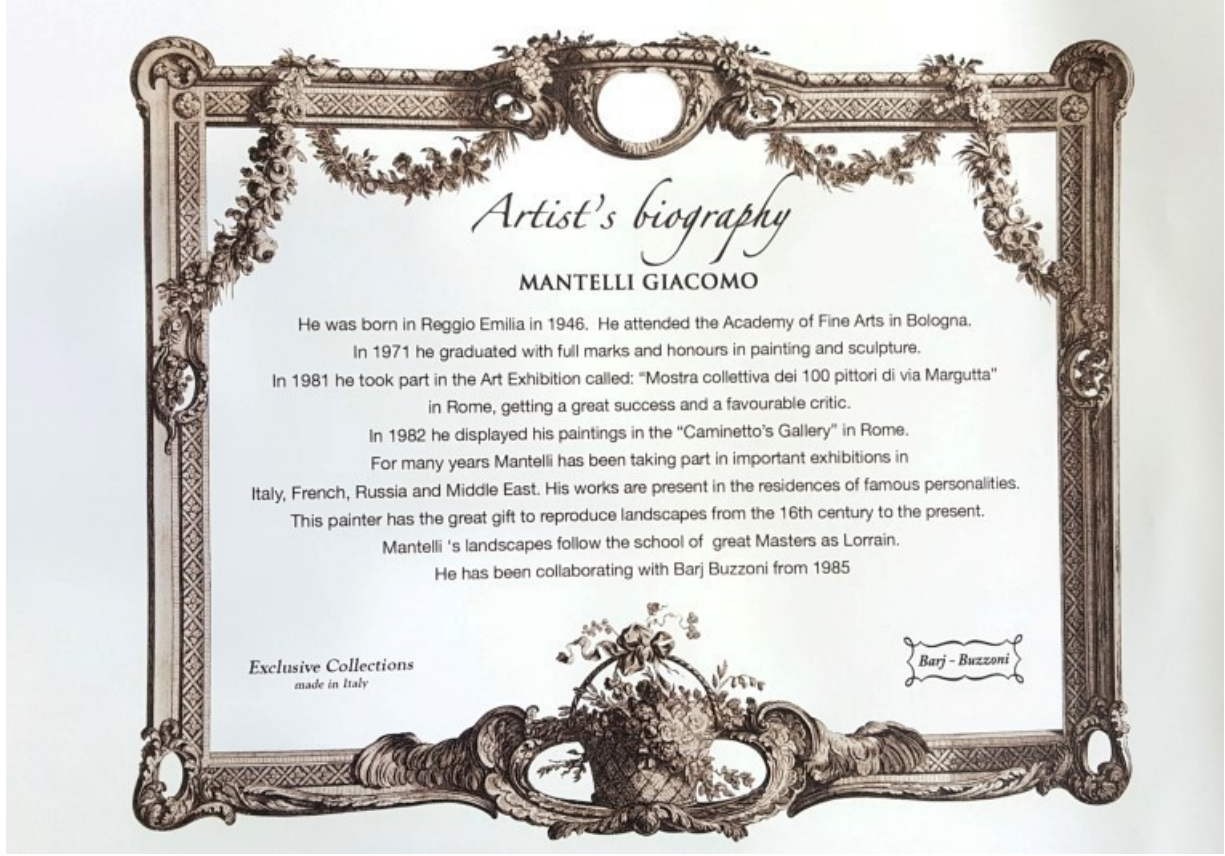 Artist's biography
MANTELLI GIACOMO
He was born in Reggio Emilia in 1946. He attended the Academy of Fine Arts in Bologna.
In 1971 he graduated with full marks and honours in painting and sculpture.
In 1981 he took part in the Art Exhibition called: "Mostra collettiva dei 100 pittori di via Margutta"
in Rome, getting a great success and a favourable critic.
In 1982 he displayed his paintings in the "Caminetto's Gallery" in Rome.
For many years Mantelli has been taking part in important exhibitions in
Italy, French, Russia and Middle East. His works are present in the residences of famous personalities.
This painter has the great gift to reproduce landscapes from the 16th century to the present.
Mantelli 's landscapes follow the school of great Masters as Lorrain.
He has been collaborating with Barj Buzzoni from 1985
Exclusive Collections
made in Italy
Barj - Buzzoni